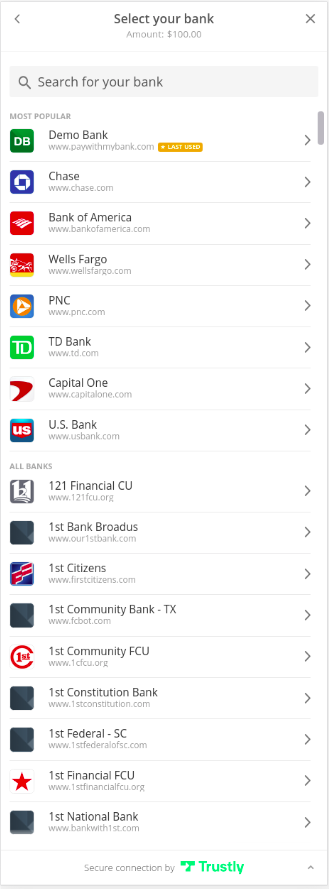 Select your bank
Amount: $100.00
Search for your bank
MOST POPULAR
DB
Demo Bank
www.paywithmybank.com ★ LAST USED
Chase
www.chase.com
Bank of America
www.bankofamerica.com
Wells Fargo
www.wellsfargo.com
PNC
www.pnc.com
TD
TD Bank
www.td.com
Capital One
www.capitalone.com
us
U.S. Bank
www.usbank.com
ALL BANKS
121 Financial CU
www.121fcu.org
1st Bank Broadus
www.our1stbank.com
1st Citizens
www.firstcitizens.com
1st Community Bank - TX
www.fcbot.com
1st
1st Community FCU
www.1cfcu.org
1st Constitution Bank
www.1stconstitution.com
1st Federal - SC
www.1stfederalofsc.com
1st Financial FCU
www.1stfinancialfcu.org
1st National Bank
www.bankwith1st.com
Secure connection by Trustly